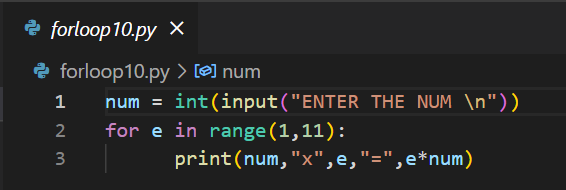 forloop10.py ×
forloop10.py > num
1 num = int(input("ENTER THE NUM \n"))
2 for e in range(1,11):
3     print(num,"x",e,"=",e*num)